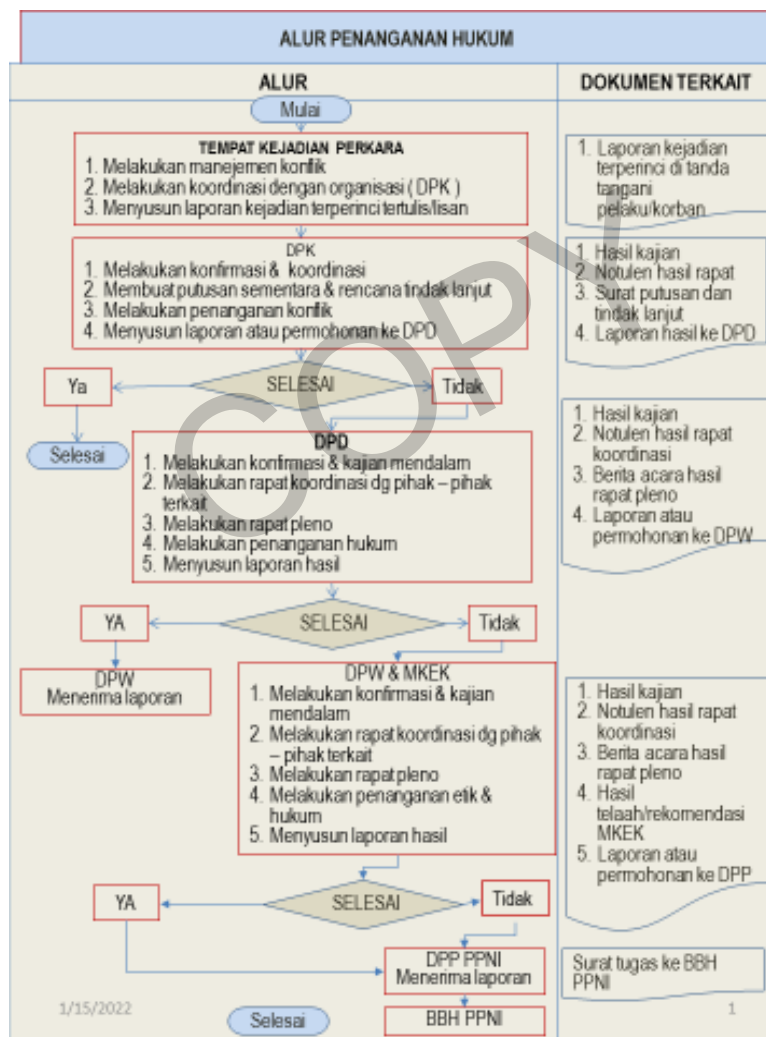 ALUR PENANGANAN HUKUM
ALUR
DOKUMEN TERKAIT
Mulai
TEMPAT KEJADIAN PERKARA
1. Melakukan manejemen konflik
2. Melakukan koordinasi dengan organisasi ( DPK )
3. Menyusun laporan kejadian terperinci tertulis/lisan
1. Laporan kejadian
terperinci di tanda
tangani
pelaku/korban
DPK
1. Melakukan konfirmasi & koordinasi
2. Membuat putusan sementara & rencana tindak lanjut
3. Melakukan penanganan konflik
4. Menyusun laporan atau permohonan ke DPD
1. Hasil kajian
2. Notulen hasil rapat
3. Surat putusan dan
tindak lanjut
4. Laporan hasil ke DPD
Ya
SELESAI
Tidak
Selesai
DPD
1. Melakukan konfirmasi & kajian mendalam
2. Melakukan rapat koordinasi dg pihak – pihak
terkait
3. Melakukan rapat pleno
4. Melakukan penanganan hukum
5. Menyusun laporan hasil
1. Hasil kajian
2. Notulen hasil rapat
koordinasi
3. Berita acara hasil
rapat pleno
4. Laporan atau
permohonan ke DPW
YA
SELESAI
Tidak
DPW
Menerima laporan
DPW & MKEK
1. Melakukan konfirmasi & kajian
mendalam
2. Melakukan rapat koordinasi dg pihak
– pihak terkait
3. Melakukan rapat pleno
4. Melakukan penanganan etik &
hukum
5. Menyusun laporan hasil
1. Hasil kajian
2. Notulen hasil rapat
koordinasi
3. Berita acara hasil
rapat pleno
4. Hasil
telaah/rekomendasi
MKEK
5. Laporan atau
permohonan ke DPP
YA
SELESAI
Tidak
DPP PPNI
Menerima laporan
Surat tugas ke BBH
PPNI
BBH PPNI
Selesai
1/15/2022
1
COPY